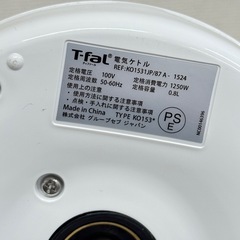 T-fal 電気ケトル
REF:KO1531JP/87 A - 1524
定格電圧 100V 定格消費電力 1250W
定格周波数 50-60Hz 定格容量 0.8L
使用上の注意
・点検・手入れに関する注意事項
・使用に関する注意事項
Made in China TYPE KO153*
株式会社 グループセブ ジャパン
PS
E